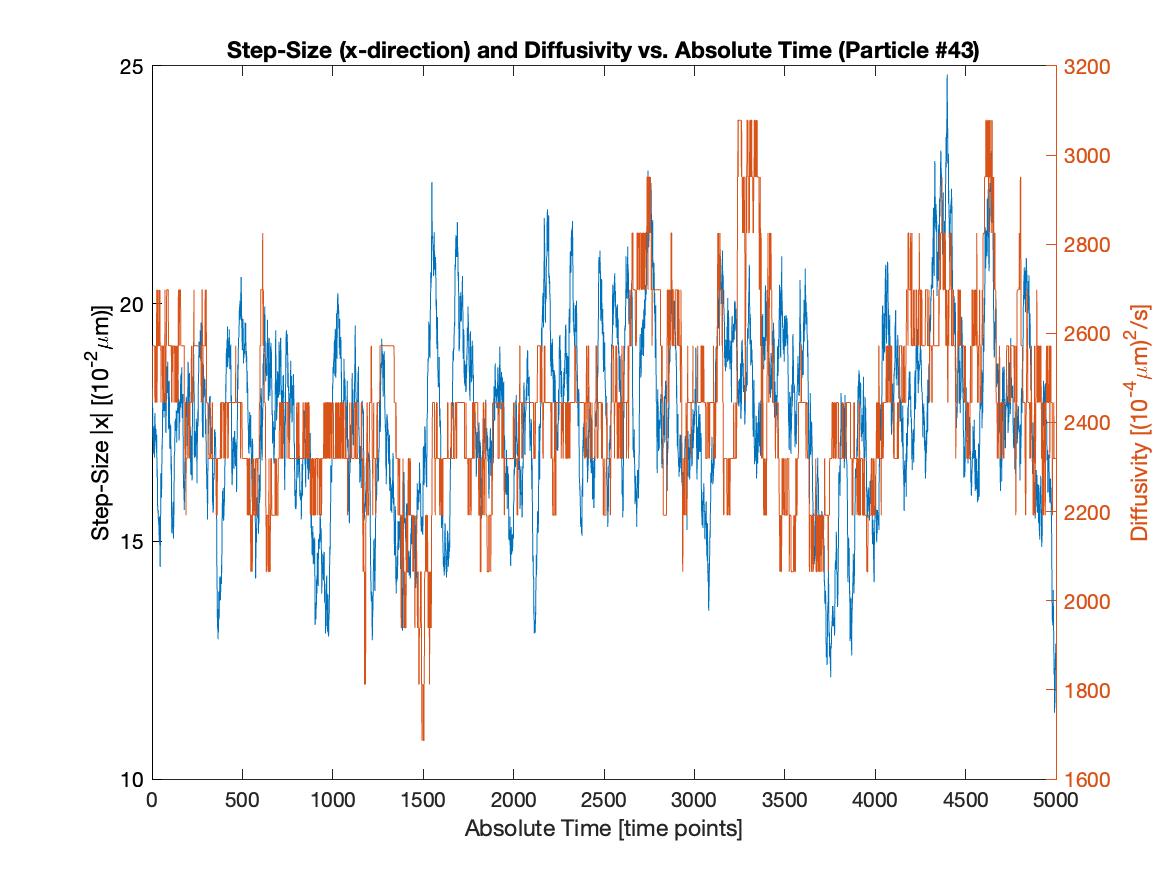 Step-Size (x-direction) and Diffusivity vs. Absolute Time (Particle #43)
25
20
15
10
Step-Size |x| [(10⁻² μm)]
3200
3000
2800
2600
2400
2200
2000
1800
1600
Diffusivity [(10⁻⁴ μm)²/s]
0 500 1000 1500 2000 2500 3000 3500 4000 4500 5000
Absolute Time [time points]